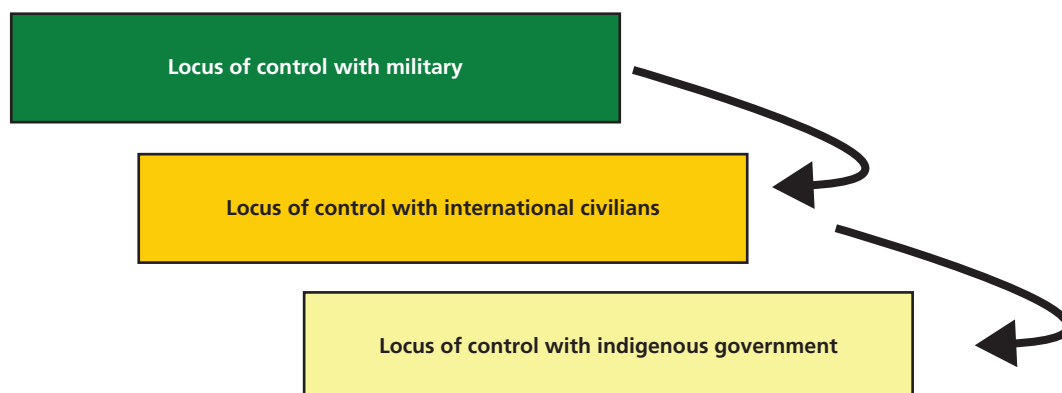 Locus of control with military
Locus of control with international civilians
Locus of control with indigenous government